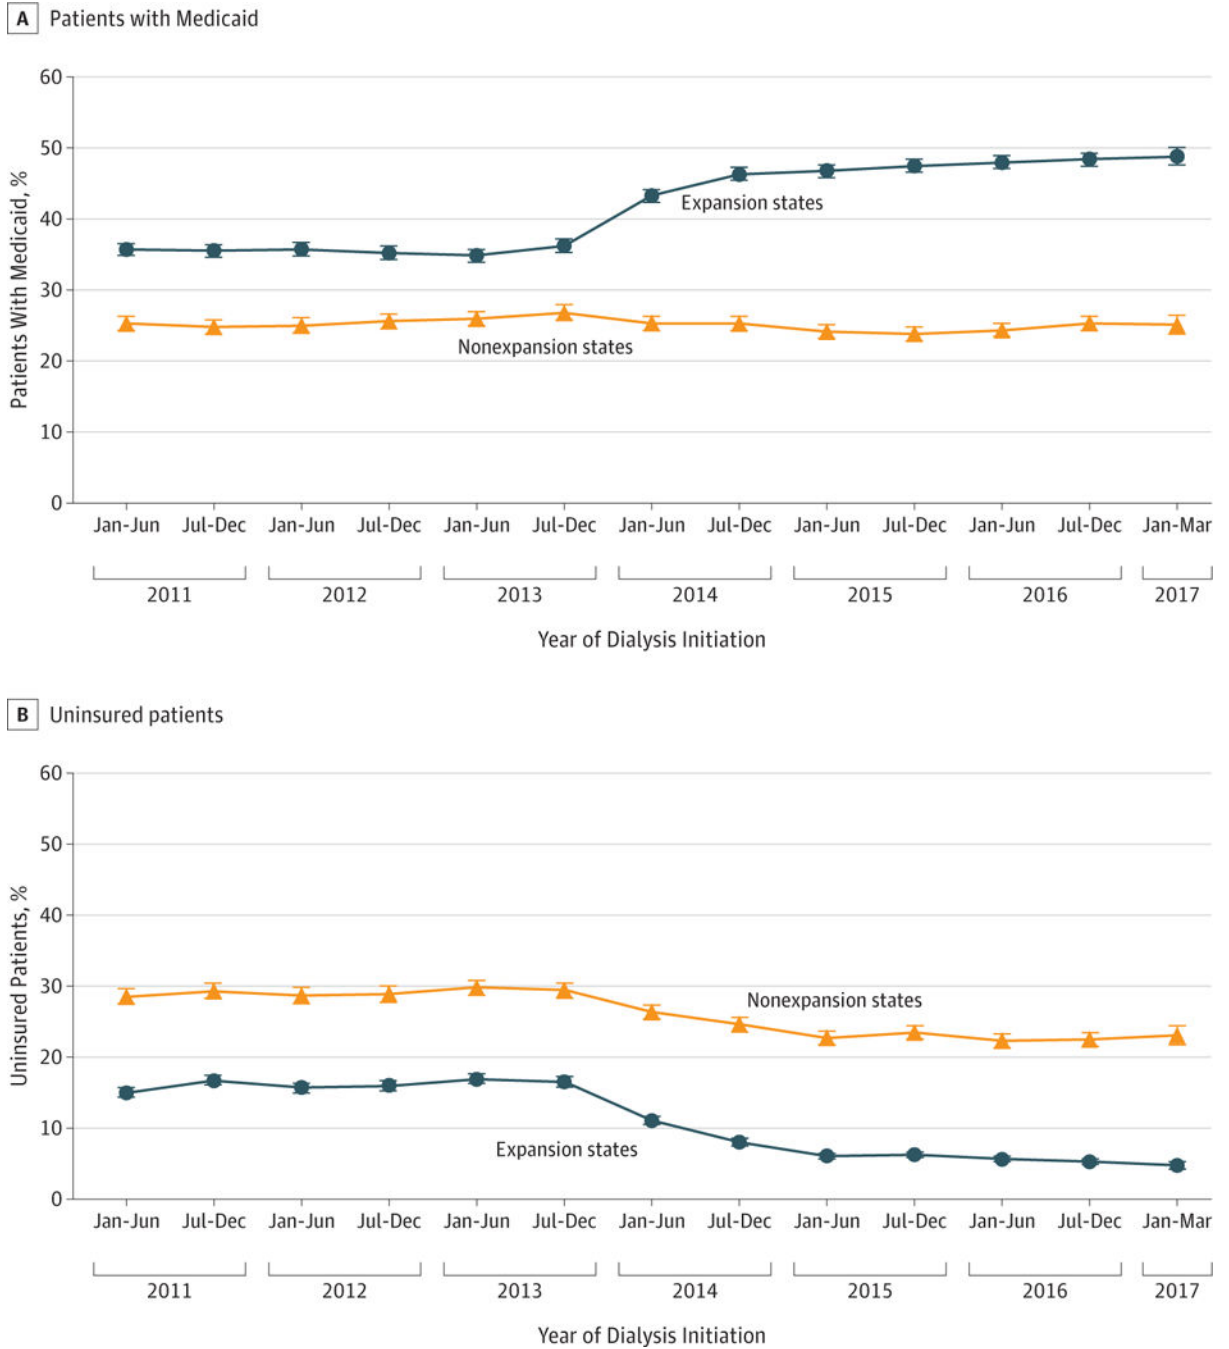 A Patients with Medicaid
60
50
40
30
20
10
0
Patients With Medicaid, %
Expansion states
Nonexpansion states
Jan-Jun Jul-Dec Jan-Jun Jul-Dec Jan-Jun Jul-Dec Jan-Jun Jul-Dec Jan-Jun Jul-Dec Jan-Jun Jul-Dec Jan-Mar
2011 2012 2013 2014 2015 2016 2017
Year of Dialysis Initiation
B Uninsured patients
60
50
40
30
20
10
0
Uninsured Patients, %
Nonexpansion states
Expansion states
Jan-Jun Jul-Dec Jan-Jun Jul-Dec Jan-Jun Jul-Dec Jan-Jun Jul-Dec Jan-Jun Jul-Dec Jan-Jun Jul-Dec Jan-Mar
2011 2012 2013 2014 2015 2016 2017
Year of Dialysis Initiation